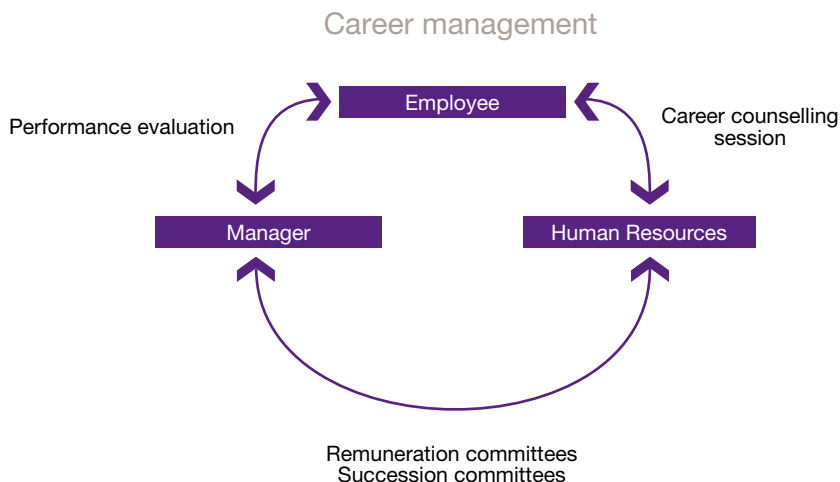 Career management
Employee
Performance evaluation
Career counselling
session
Manager
Human Resources
Remuneration committees
Succession committees